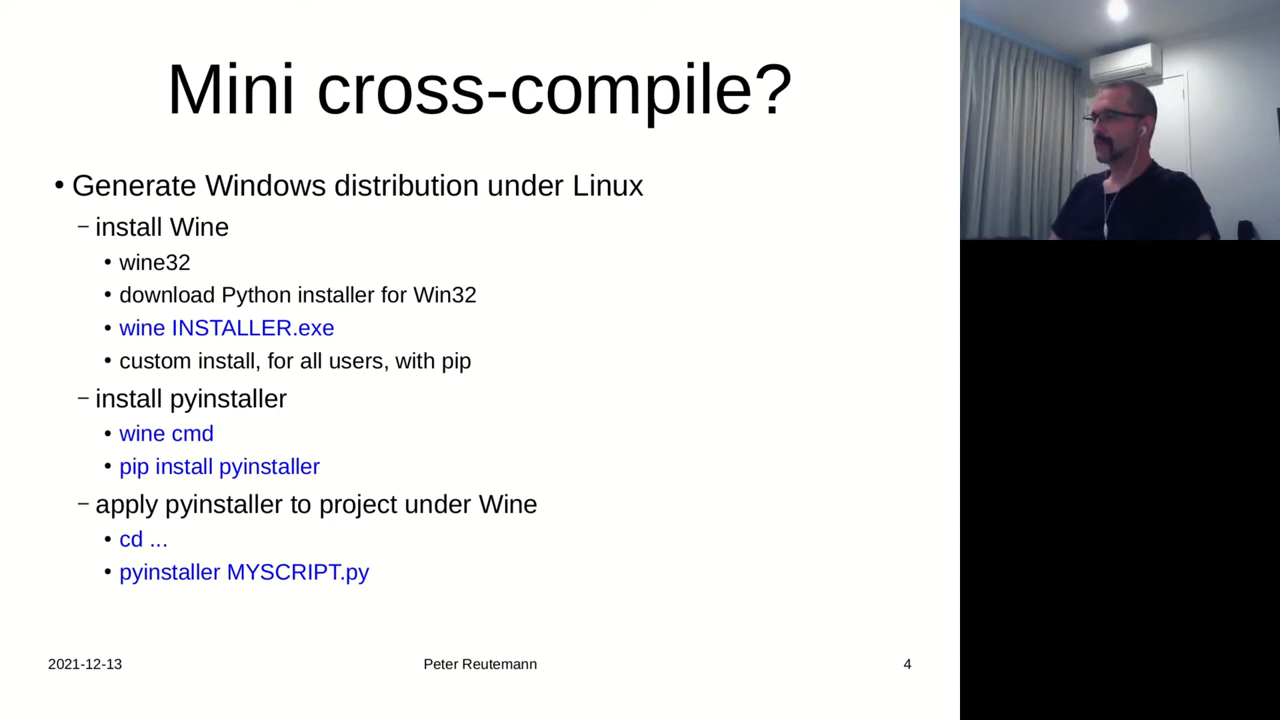 Mini cross-compile?
• Generate Windows distribution under Linux
– install Wine
• wine32
• download Python installer for Win32
• wine INSTALLER.exe
• custom install, for all users, with pip
– install pyinstaller
• wine cmd
• pip install pyinstaller
– apply pyinstaller to project under Wine
• cd ...
• pyinstaller MYSCRIPT.py
2021-12-13 Peter Reutemann 4